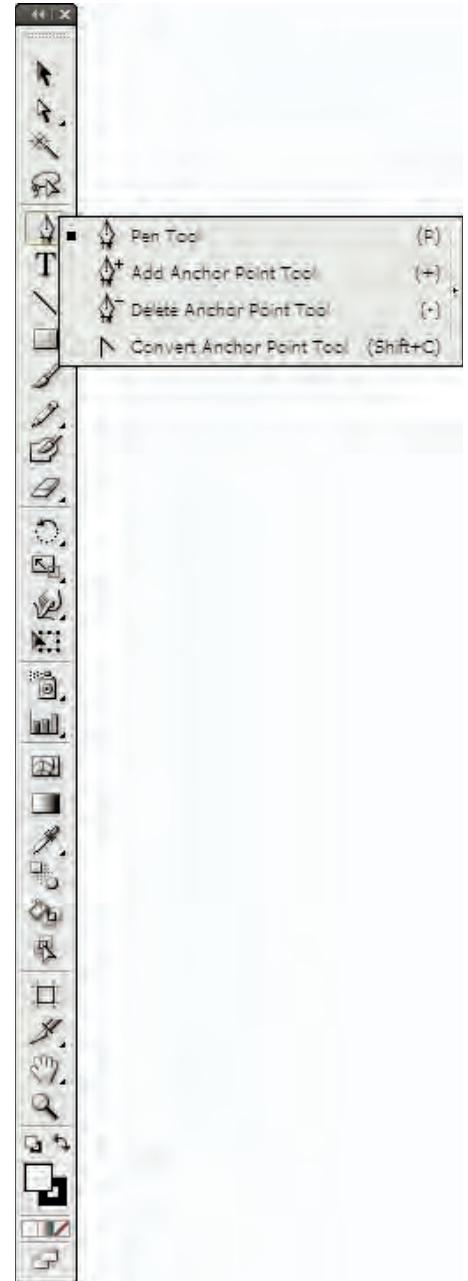 Pen Tool (P)
T
Add Anchor Point Tool (+)
Delete Anchor Point Tool (-)
Convert Anchor Point Tool (Shift+C)